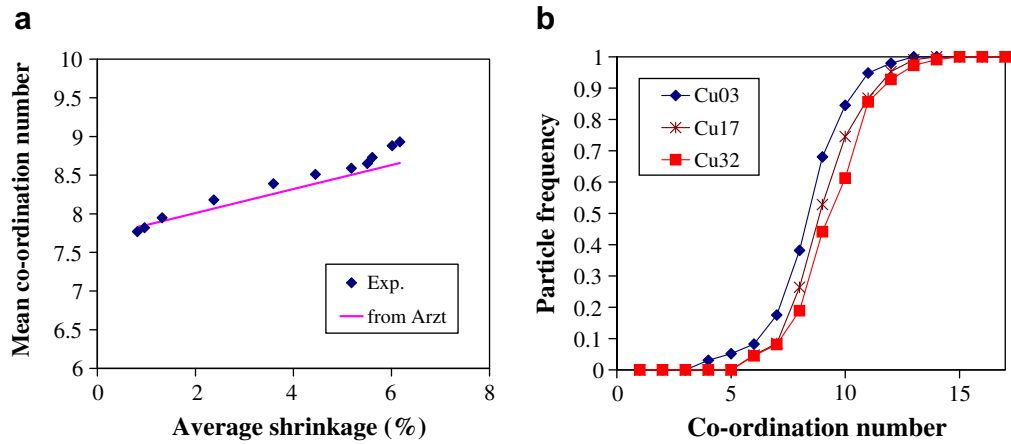 a
10
9.5
9
8.5
8
7.5
7
6.5
6
0 2 4 6 8
Mean co-ordination number
Average shrinkage (%)
Exp.
from Arzt
b
1
0.9
0.8
0.7
0.6
0.5
0.4
0.3
0.2
0.1
0
0 5 10 15
Particle frequency
Co-ordination number
Cu03
Cu17
Cu32